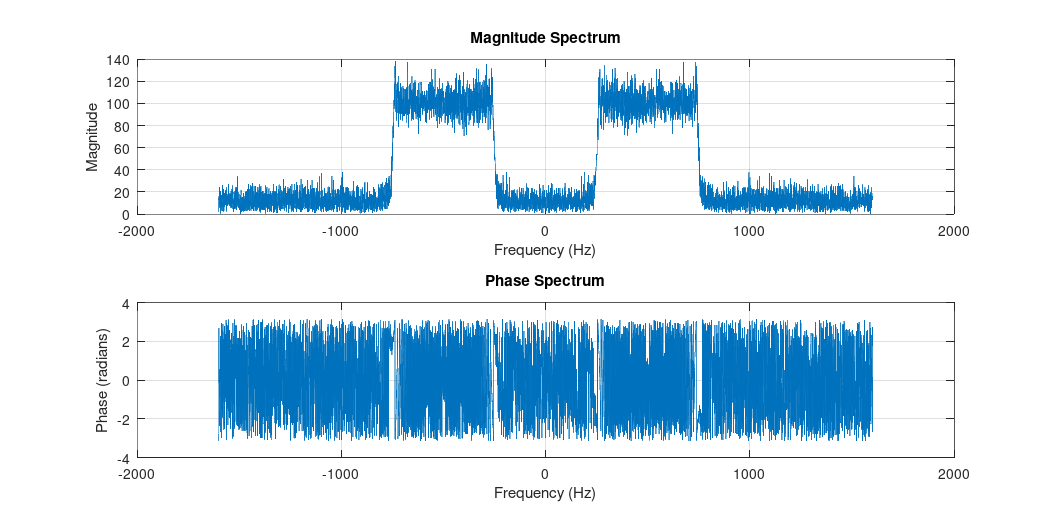 Magnitude Spectrum
140
120
100
80
60
40
20
0
Magnitude
-2000 -1000 0 1000 2000
Frequency (Hz)
Phase Spectrum
4
2
0
-2
-4
Phase (radians)
-2000 -1000 0 1000 2000
Frequency (Hz)